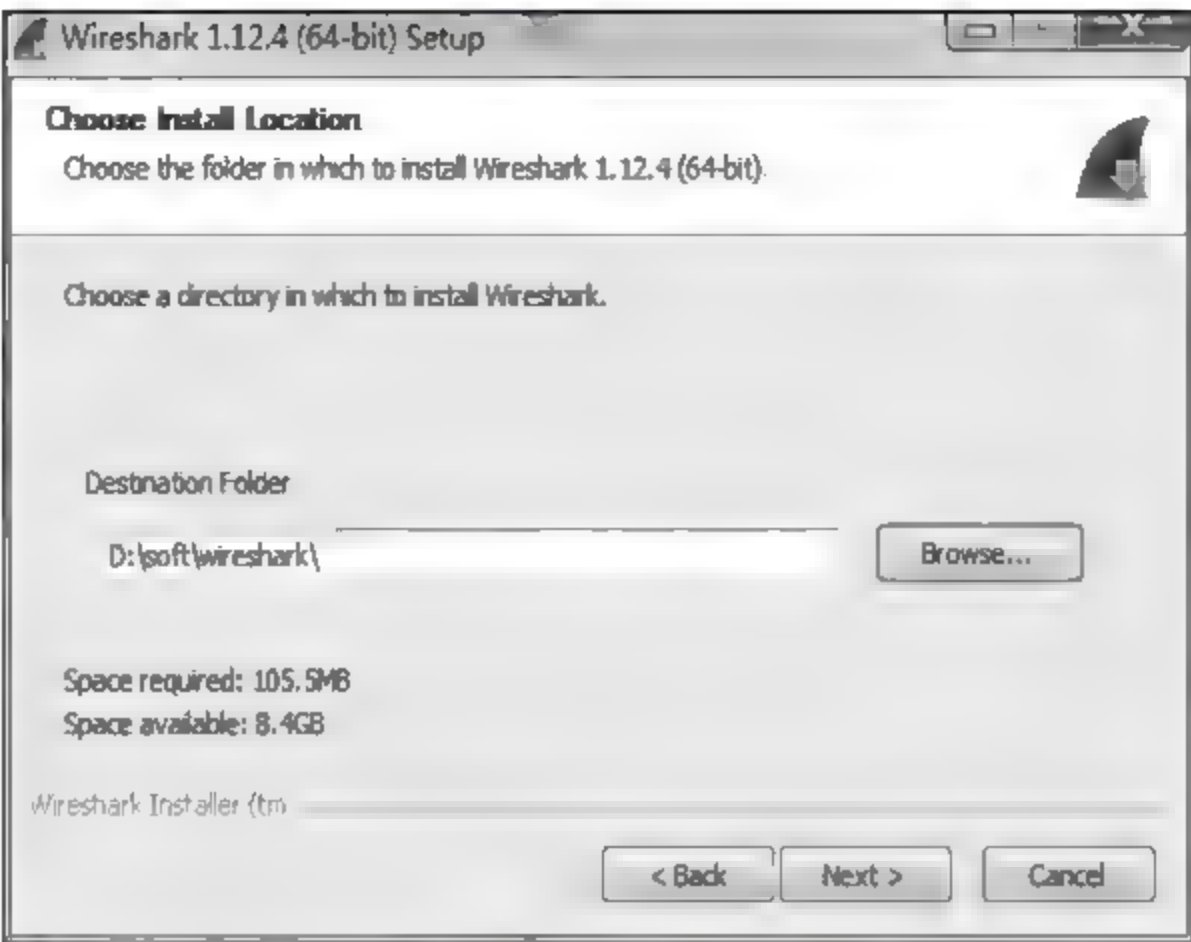 Wireshark 1.12.4 (64-bit) Setup
Choose Install Location
Choose the folder in which to install Wireshark 1.12.4 (64-bit).
Choose a directory in which to install Wireshark.
Destination Folder
D:\soft\wireshark\
Browse...
Space required: 105.5MB
Space available: 8.4GB
Wireshark Installer (tm
< Back
Next >
Cancel